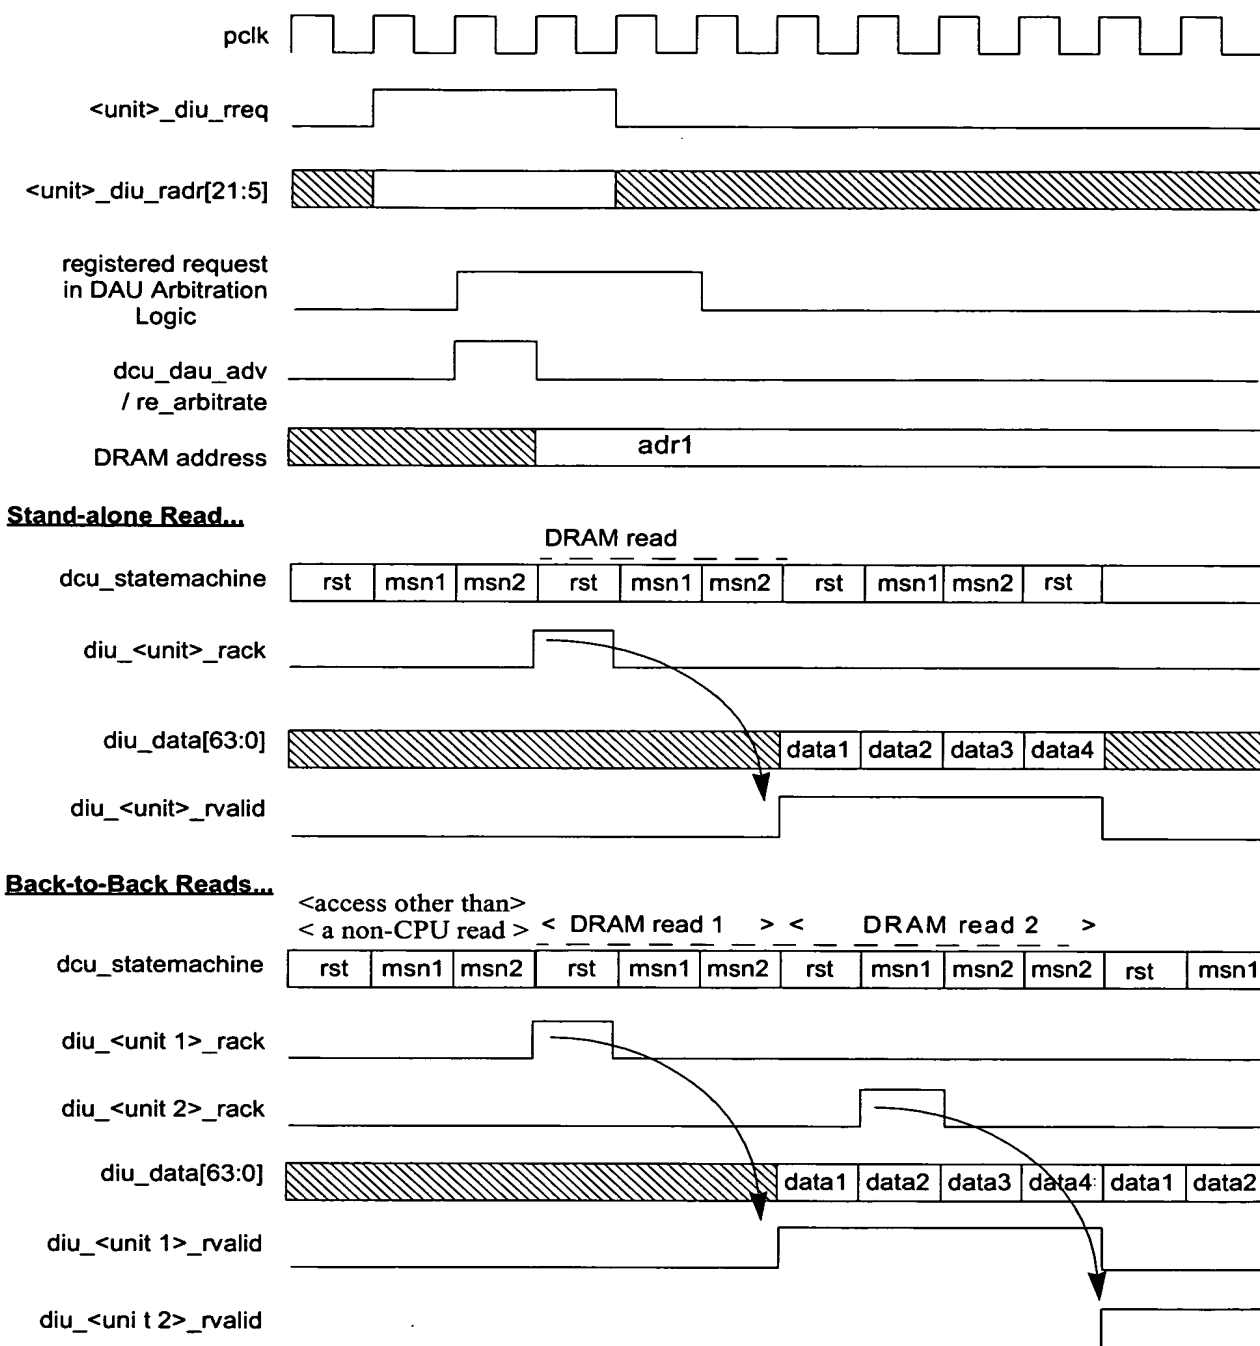 pclk
<unit>_diu_rreq
<unit>_diu_radr[21:5]
registered request
in DAU Arbitration
Logic
dcu_dau_adv
/ re_arbitrate
DRAM address
adr1
Stand-alone Read...
DRAM read
dcu_statemachine
rst msn1 msn2 rst msn1 msn2 rst msn1 msn2 rst
diu_<unit>_rack
diu_data[63:0]
data1 data2 data3 data4
diu_<unit>_rvalid
Back-to-Back Reads...
<access other than>
< a non-CPU read > < DRAM read 1 > < DRAM read 2 >
dcu_statemachine
rst msn1 msn2 rst msn1 msn2 rst msn1 msn2 msn2 rst msn1
diu_<unit 1>_rack
diu_<unit 2>_rack
diu_data[63:0]
data1 data2 data3 data4 data1 data2
diu_<unit 1>_rvalid
diu_<uni t 2>_rvalid